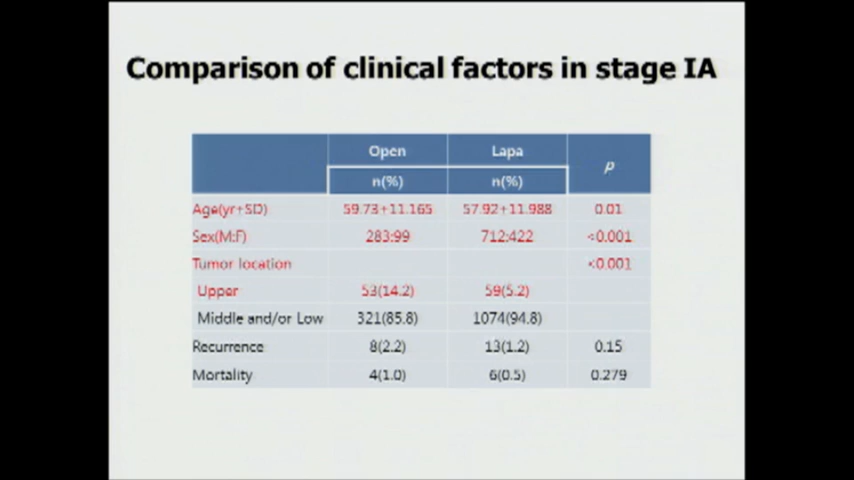 Comparison of clinical factors in stage IA
Open Lapa p
n(%) n(%)
Age(yr+SD) 59.73+11.165 57.92+11.988 0.01
Sex(M:F) 283:99 712:422 <0.001
Tumor location <0.001
Upper 53(14.2) 59(5.2)
Middle and/or Low 321(85.8) 1074(94.8)
Recurrence 8(2.2) 13(1.2) 0.15
Mortality 4(1.0) 6(0.5) 0.279